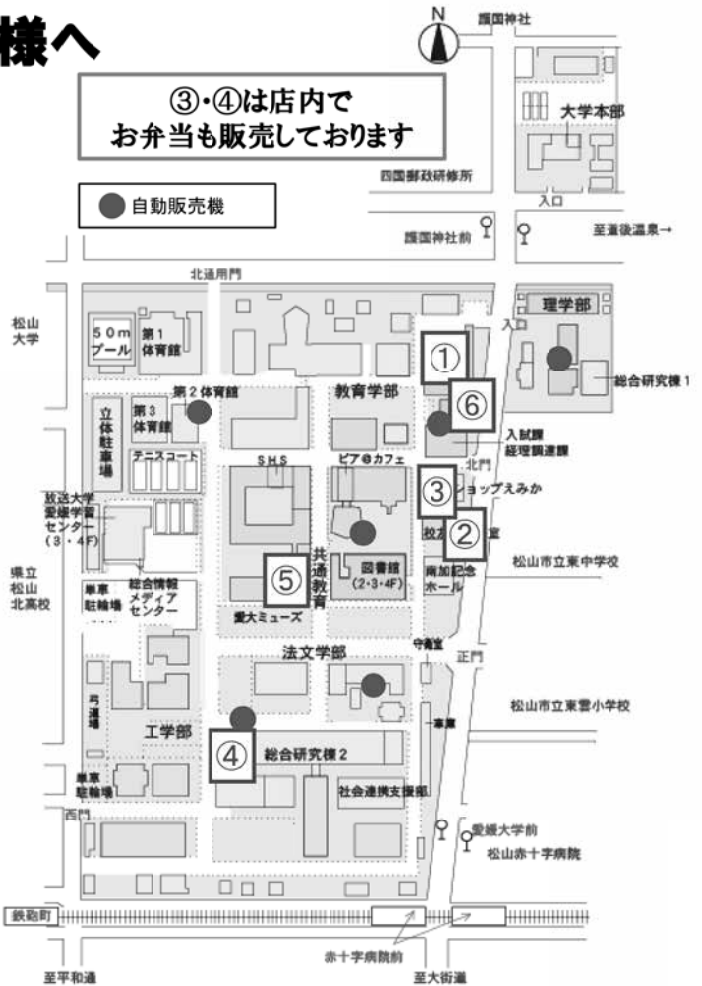 様へ
N
護国神社
③・④は店内で
お弁当も販売しております
大学本部
四国郵政研修所
入口
自動販売機
護国神社前
至道後温泉→
北通用門
松山
大学
50m
プール
第1
体育館
理学部
入口
①
総合研究棟1
教育学部
第2体育館
⑥
立体駐車場
第3
体育館
入試課
経理調達課
テニスコート
SHS
ピア@カフェ
北門
③
ショップえみか
放送大学
愛媛学習
センター
(3・4F)
校友
②
室
共通教育
図書館
(2・3・4F)
松山市立東中学校
⑤
南加記念
ホール
県立
松山
北高校
単車
駐輪場
総合情報
メディア
センター
愛大ミューズ
守衛室
法文学部
正門
弓道場
松山市立東雲小学校
工学部
車庫
④
総合研究棟2
単車
駐輪場
社会連携支援部
西門
愛媛大学前
松山赤十字病院
鉄砲町
赤十字病院前
至平和通
至大街道